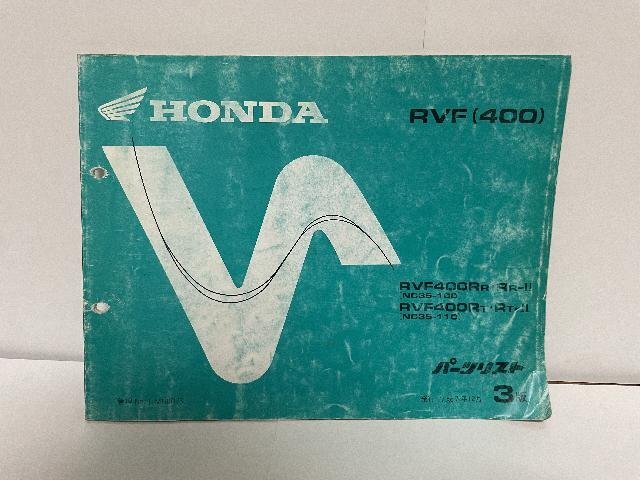 HONDA
RVF(400)
RVF400RR・RR-II
(NC35-100)
RVF400RT・RT-II
(NC35-110)
パーツリスト
3版